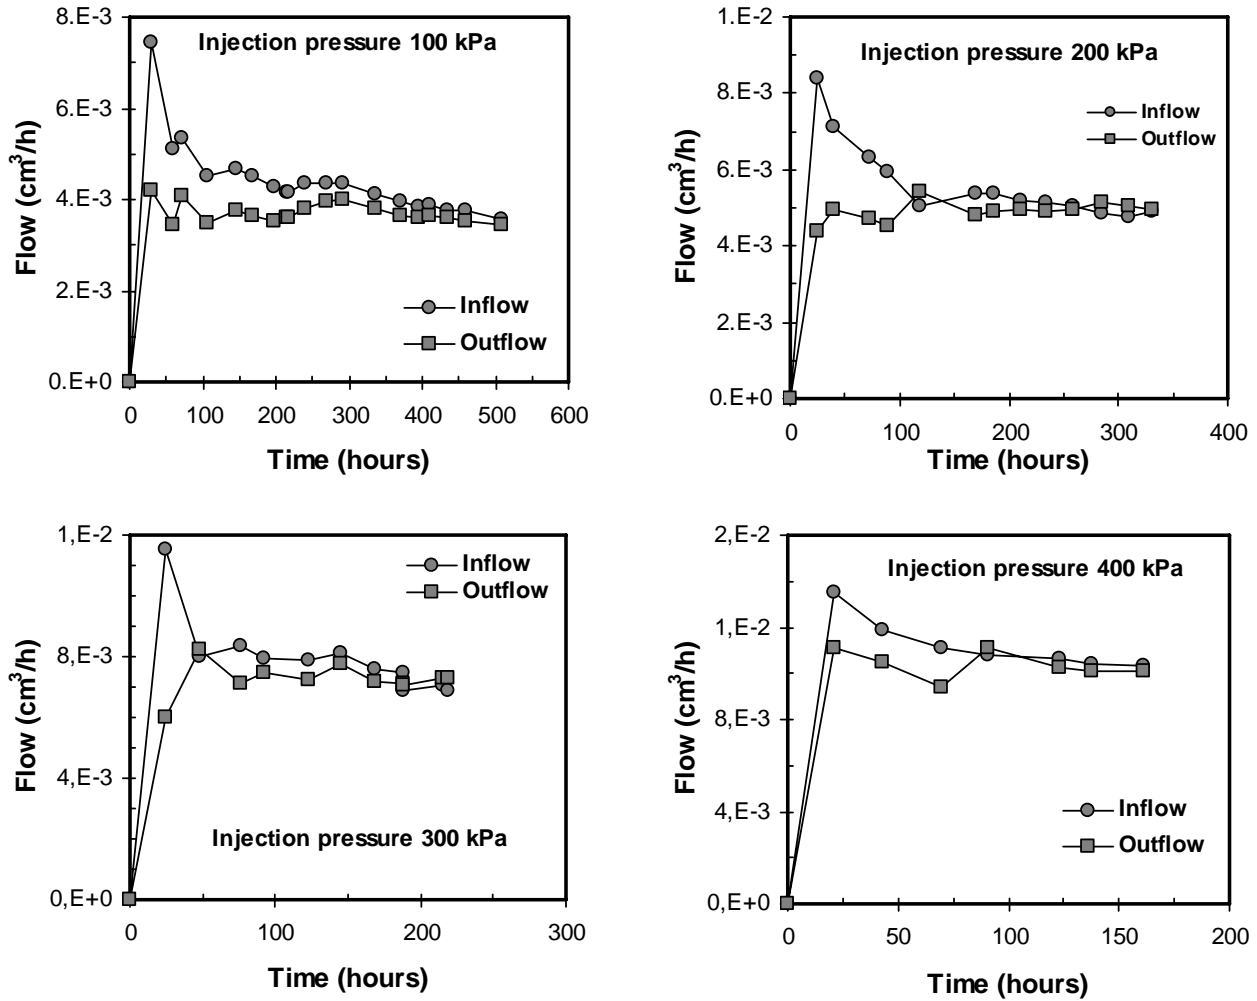 Injection pressure 100 kPa
8.E-3
6.E-3
4.E-3
2.E-3
0.E+0
Flow (cm³/h)
Inflow
Outflow
0 100 200 300 400 500 600
Time (hours)
Injection pressure 200 kPa
1.E-2
8.E-3
6.E-3
4.E-3
2.E-3
0.E+0
Flow (cm³/h)
Inflow
Outflow
0 100 200 300 400
Time (hours)
1,E-2
8,E-3
4,E-3
0,E+0
Flow (cm³/h)
Inflow
Outflow
Injection pressure 300 kPa
0 100 200 300
Time (hours)
2,E-2
1,E-2
8,E-3
4,E-3
0,E+0
Flow (cm³/h)
Injection pressure 400 kPa
Inflow
Outflow
0 50 100 150 200
Time (hours)